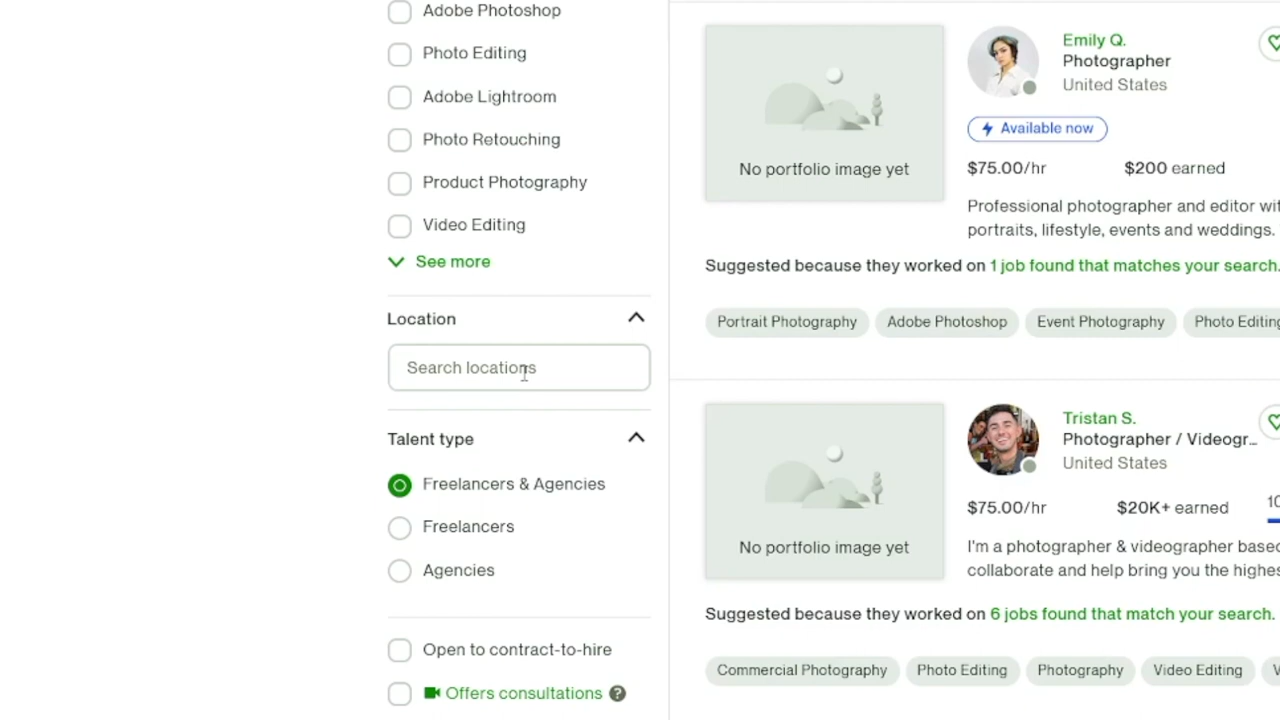 Adobe Photoshop
Photo Editing
Adobe Lightroom
Photo Retouching
Product Photography
Video Editing
See more
Location
Search locations
Talent type
Freelancers & Agencies
Freelancers
Agencies
Open to contract-to-hire
Offers consultations ?
No portfolio image yet
Emily Q.
Photographer
United States
Available now
$75.00/hr $200 earned
Professional photographer and editor wit
portraits, lifestyle, events and weddings.
Suggested because they worked on 1 job found that matches your search.
Portrait Photography Adobe Photoshop Event Photography Photo Editing
No portfolio image yet
Tristan S.
Photographer / Videogr...
United States
$75.00/hr $20K+ earned 10
I'm a photographer & videographer based
collaborate and help bring you the highes
Suggested because they worked on 6 jobs found that match your search.
Commercial Photography Photo Editing Photography Video Editing V